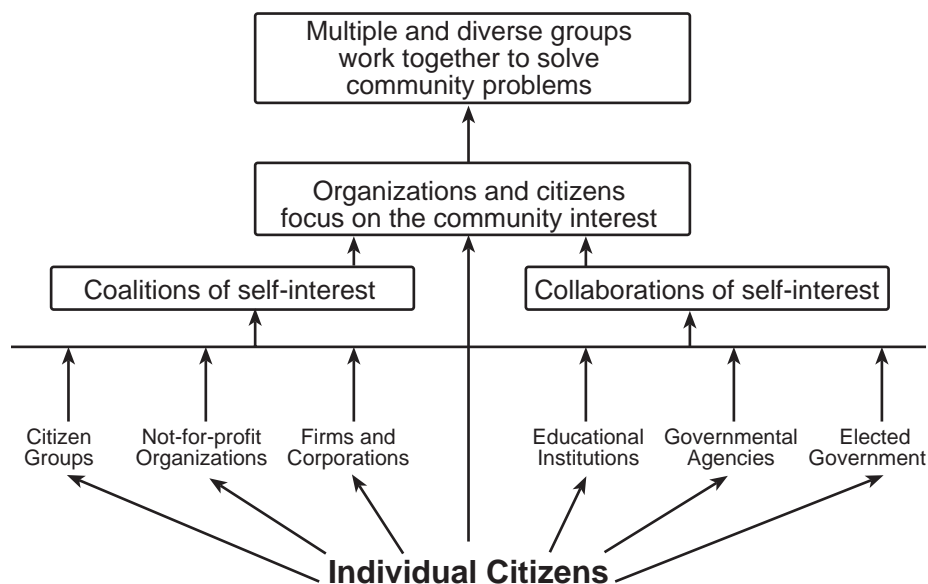 Multiple and diverse groups
work together to solve
community problems
Organizations and citizens
focus on the community interest
Coalitions of self-interest
Collaborations of self-interest
Citizen
Groups
Not-for-profit
Organizations
Firms and
Corporations
Educational
Institutions
Governmental
Agencies
Elected
Government
Individual Citizens